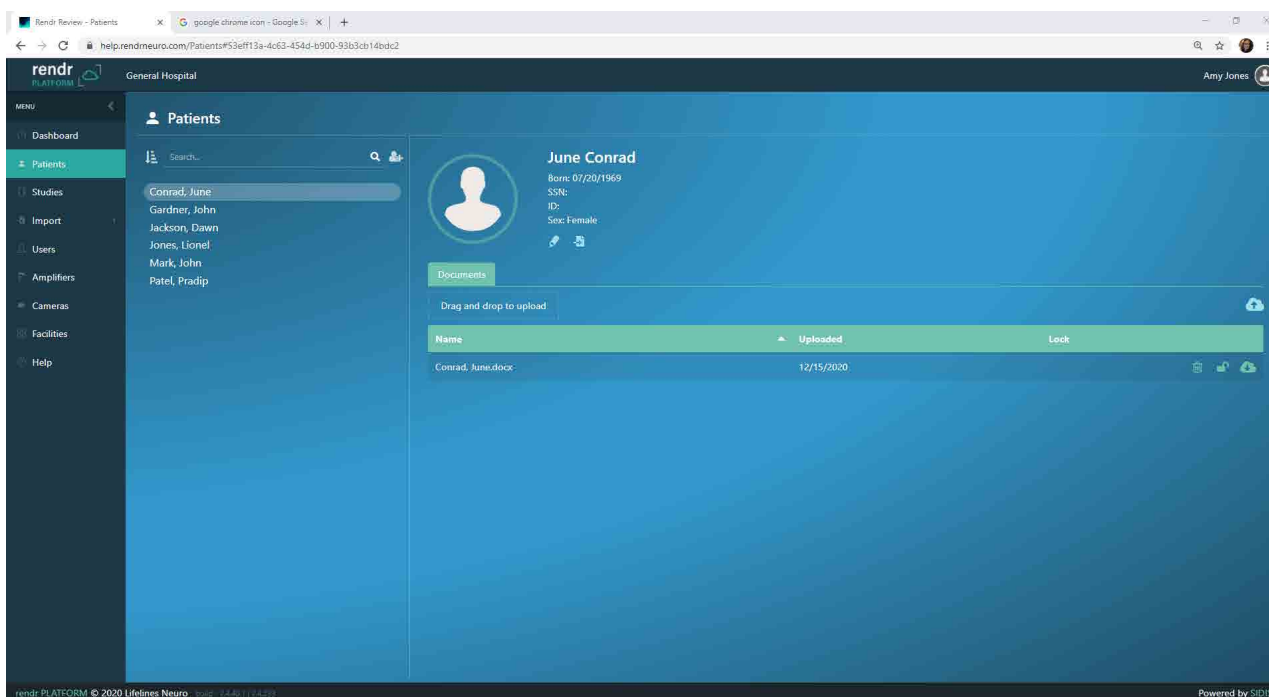 Rendr Review - Patients
google chrome icon - Google Se
help.rendrneuro.com/Patients#53eff13a-4c63-454d-b900-93b3cb14bdc2
rendr
PLATFORM
General Hospital
Amy Jones
MENU
Dashboard
Patients
Studies
Import
Users
Amplifiers
Cameras
Facilities
Help
Patients
Search...
Conrad, June
Gardner, John
Jackson, Dawn
Jones, Lionel
Mark, John
Patel, Pradip
June Conrad
Born: 07/20/1969
SSN:
ID:
Sex: Female
Documents
Drag and drop to upload
Name Uploaded Lock
Conrad, June.docx 12/15/2020
rendr PLATFORM © 2020 Lifelines Neuro build:
Powered by